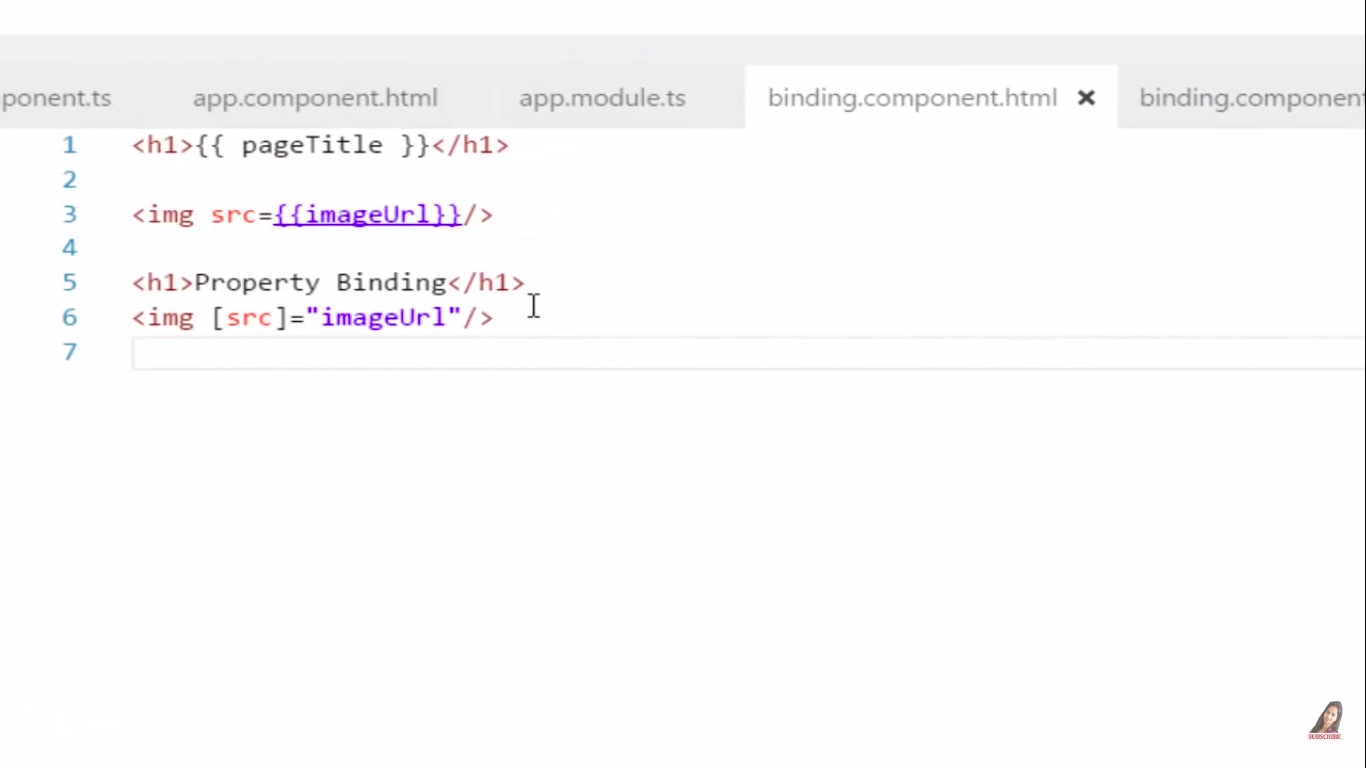 ponent.ts app.component.html app.module.ts binding.component.html × binding.component
1 <h1>{{ pageTitle }}</h1>
2
3 <img src={{imageUrl}}/>
4
5 <h1>Property Binding</h1>
6 <img [src]="imageUrl"/>
7
SUBSCRIBE